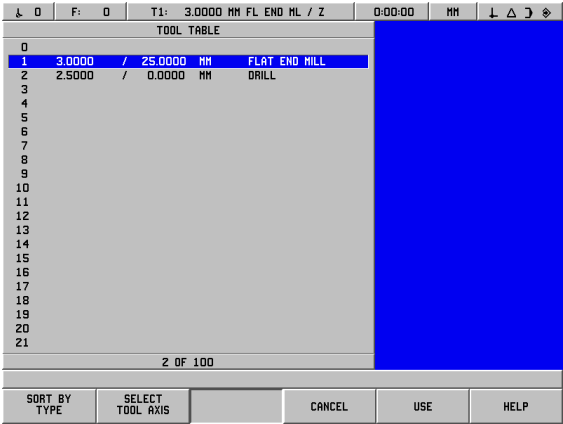 0 F: 0 T1: 3.0000 MM FL END ML / Z 0:00:00 MM
TOOL TABLE
0
1 3.0000 / 25.0000 MM FLAT END MILL
2 2.5000 / 0.0000 MM DRILL
3
4
5
6
7
8
9
10
11
12
13
14
15
16
17
18
19
20
21
2 OF 100
SORT BY TYPE
SELECT TOOL AXIS
CANCEL
USE
HELP